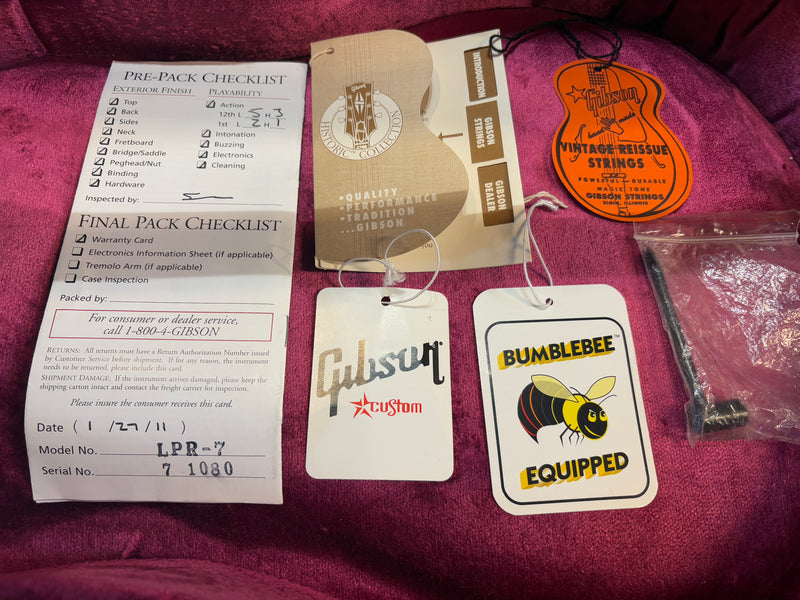 PRE-PACK CHECKLIST
EXTERIOR FINISH PLAYABILITY
Top
Back
Sides
Neck
Fretboard
Bridge/Saddle
Peghead/Nut
Binding
Hardware
Action
12th L 5 H 3
1st L 2 H 1
Intonation
Buzzing
Electronics
Cleaning
Inspected by:
FINAL PACK CHECKLIST
Warranty Card
Electronics Information Sheet (if applicable)
Tremolo Arm (if applicable)
Case Inspection
Packed by:
For consumer or dealer service,
call 1-800-4-GIBSON
RETURNS: All returns must have a Return Authorization Number issued
by Customer Service before shipment. If for any reason, the instrument
needs to be returned, please include this card.
SHIPMENT DAMAGE: If the instrument arrives damaged, please keep the
shipping carton intact and contact the freight carrier for inspection.
Please insure the consumer receives this card.
Date ( 1 /27/11 )
Model No. LPR-7
Serial No. 7 1080
Gibson
HISTORIC COLLECTION
•QUALITY
•PERFORMANCE
•TRADITION
...GIBSON
INTRODUCTION
GIBSON
STRINGS
GIBSON
DEALER
you
Gibson
VINTAGE REISSUE
STRINGS
POWERFUL – DURABLE
MAGIC TONE
GIBSON STRINGS
ELGIN, ILLINOIS
Gibson
CUSTOM
BUMBLEBEE™
EQUIPPED